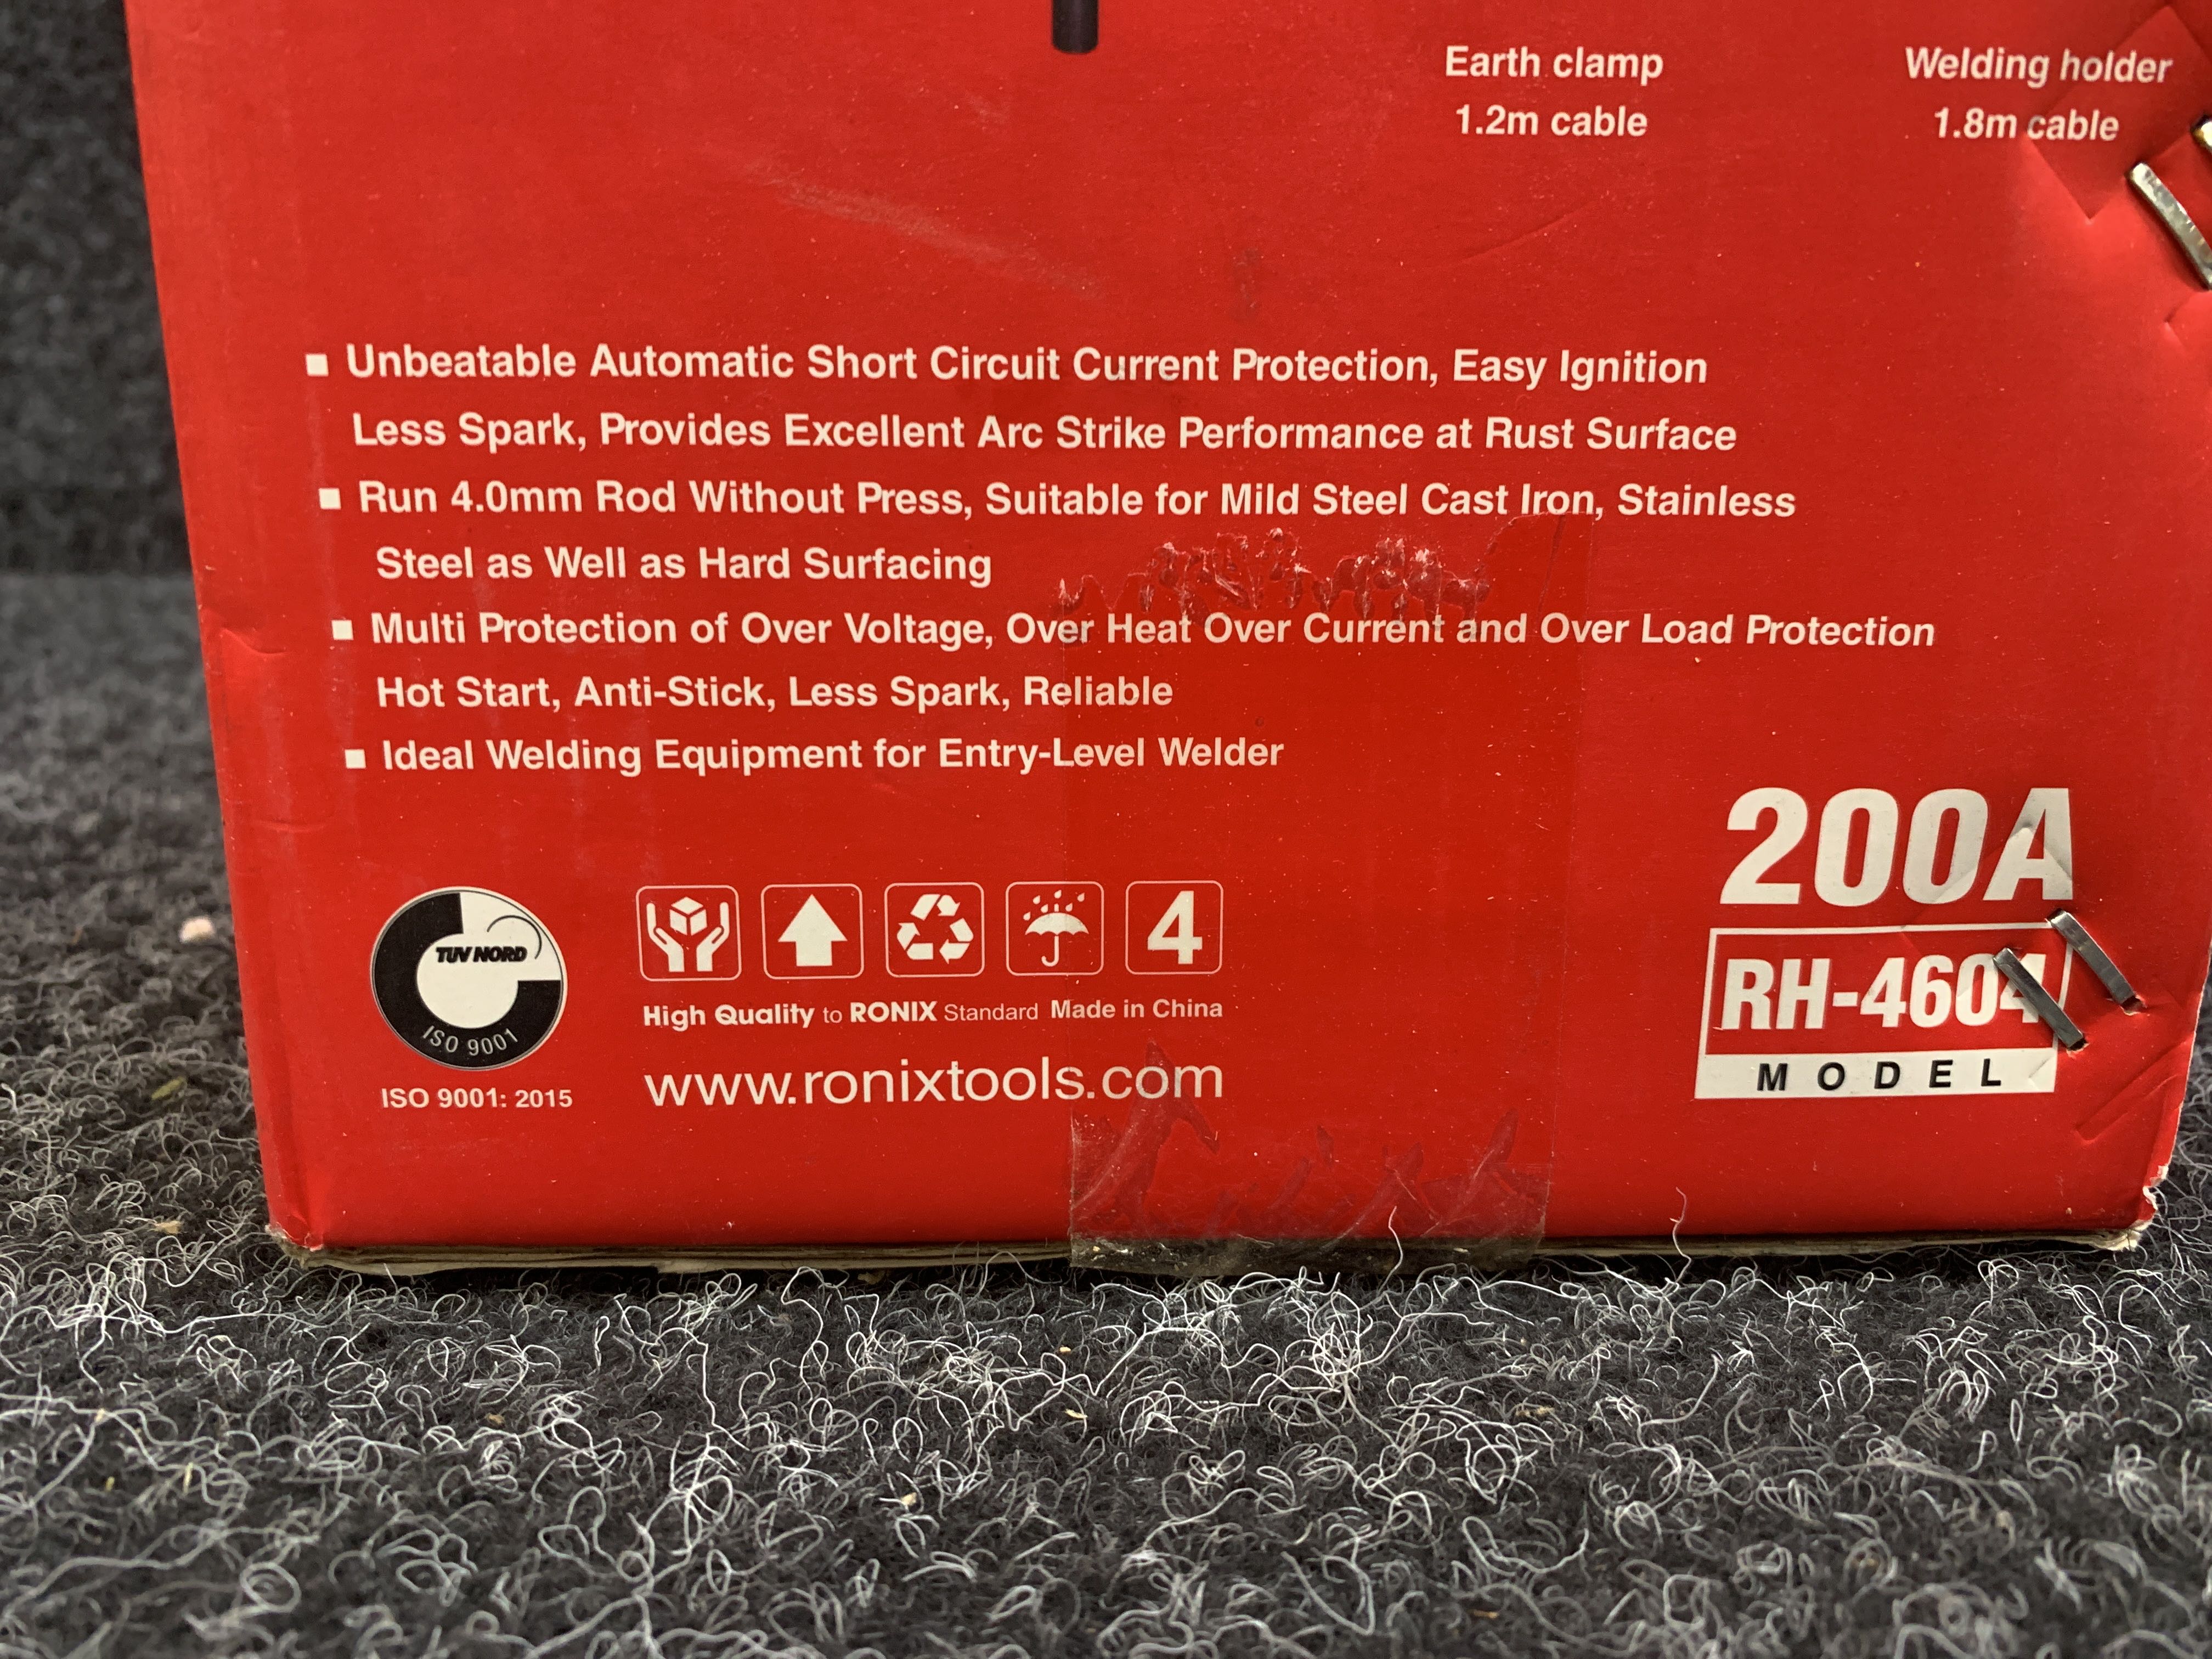 Earth clamp
1.2m cable
Welding holder
1.8m cable
▪ Unbeatable Automatic Short Circuit Current Protection, Easy Ignition
Less Spark, Provides Excellent Arc Strike Performance at Rust Surface
▪ Run 4.0mm Rod Without Press, Suitable for Mild Steel Cast Iron, Stainless
Steel as Well as Hard Surfacing
▪ Multi Protection of Over Voltage, Over Heat Over Current and Over Load Protection
Hot Start, Anti-Stick, Less Spark, Reliable
▪ Ideal Welding Equipment for Entry-Level Welder
TUV NORD
ISO 9001
ISO 9001: 2015
4
High Quality to RONIX Standard Made in China
www.ronixtools.com
200A
RH-4604
MODEL